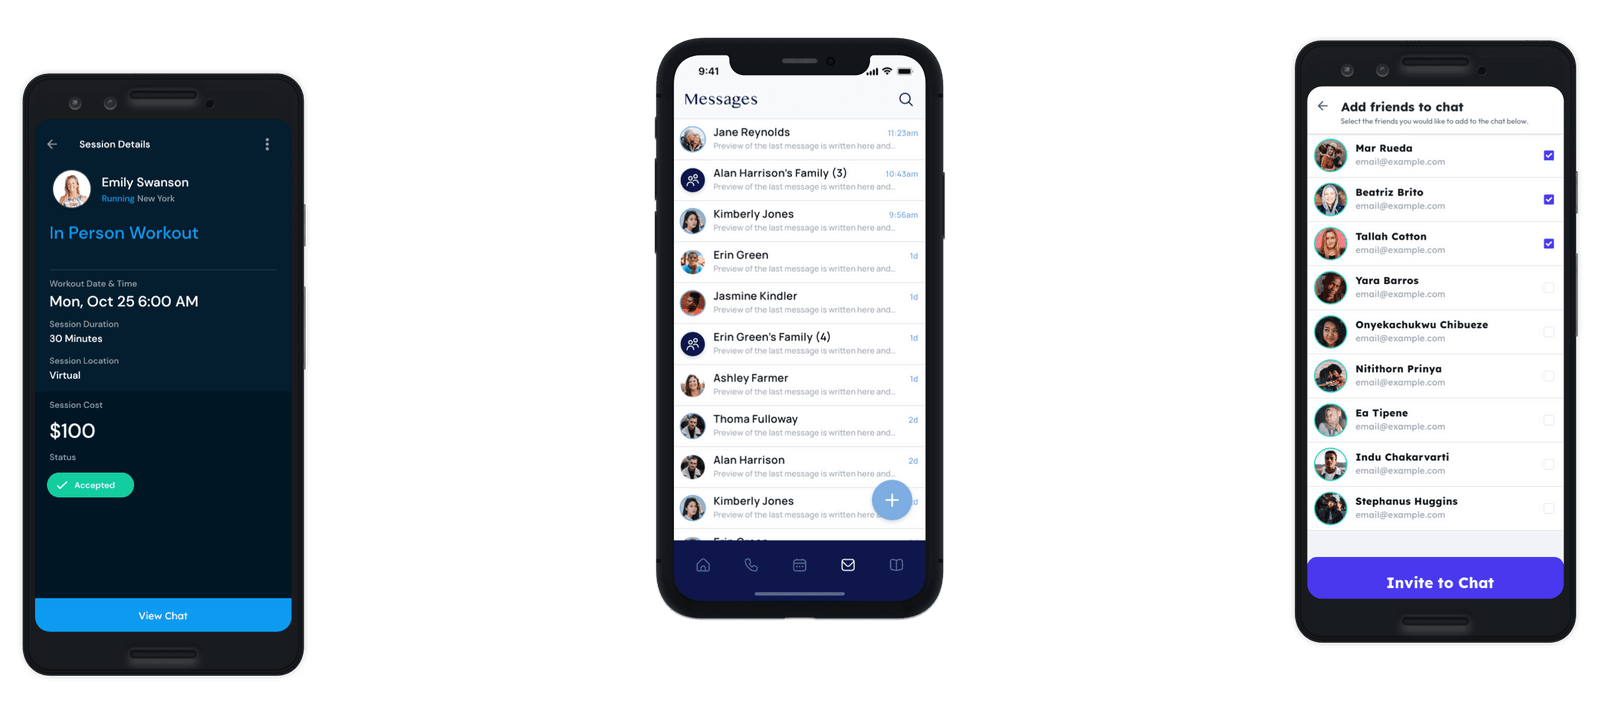 Session Details
Emily Swanson
Running New York
In Person Workout
Workout Date & Time
Mon, Oct 25 6:00 AM
Session Duration
30 Minutes
Session Location
Virtual
Session Cost
$100
Status
Accepted
View Chat
9:41
Messages
Jane Reynolds 11:23am
Preview of the last message is written here and...
Alan Harrison's Family (3) 10:43am
Preview of the last message is written here and...
Kimberly Jones 9:56am
Preview of the last message is written here and...
Erin Green 1d
Preview of the last message is written here and...
Jasmine Kindler 1d
Preview of the last message is written here and...
Erin Green's Family (4) 1d
Preview of the last message is written here and...
Ashley Farmer 1d
Preview of the last message is written here and...
Thoma Fulloway 2d
Preview of the last message is written here and...
Alan Harrison 2d
Preview of the last message is written here and...
Kimberly Jones
Preview of the last message is written here
Add friends to chat
Select the friends you would like to add to the chat below.
Mar Rueda
email@example.com
Beatriz Brito
email@example.com
Tallah Cotton
email@example.com
Yara Barros
email@example.com
Onyekachukwu Chibueze
email@example.com
Nitithorn Prinya
email@example.com
Ea Tipene
email@example.com
Indu Chakarvarti
email@example.com
Stephanus Huggins
email@example.com
Invite to Chat